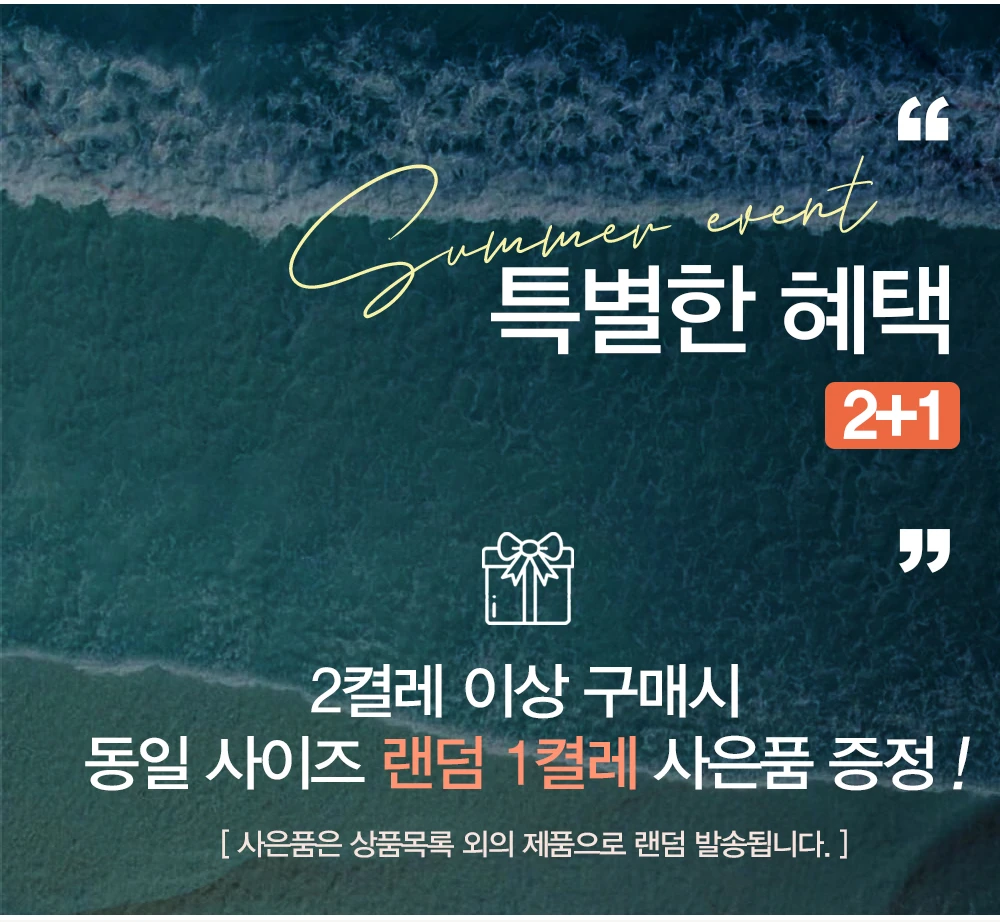 “
Summer event
특별한 혜택
2+1
”
2켤레 이상 구매시
동일 사이즈 랜덤 1켤레 사은품 증정 !
[ 사은품은 상품목록 외의 제품으로 랜덤 발송됩니다. ]